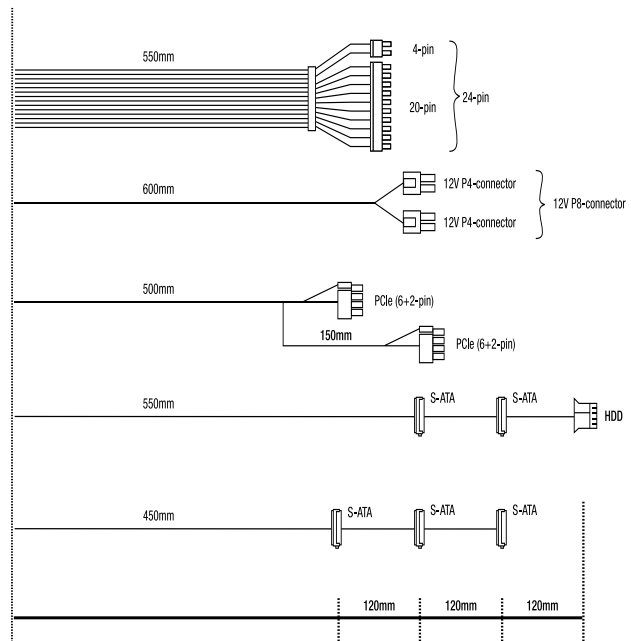 4-pin
550mm
20-pin
24-pin
600mm
12V P4-connector
12V P8-connector
12V P4-connector
500mm
PCIe (6+2-pin)
150mm
PCIe (6+2-pin)
550mm
S-ATA
S-ATA
HDD
450mm
S-ATA
S-ATA
S-ATA
120mm
120mm
120mm